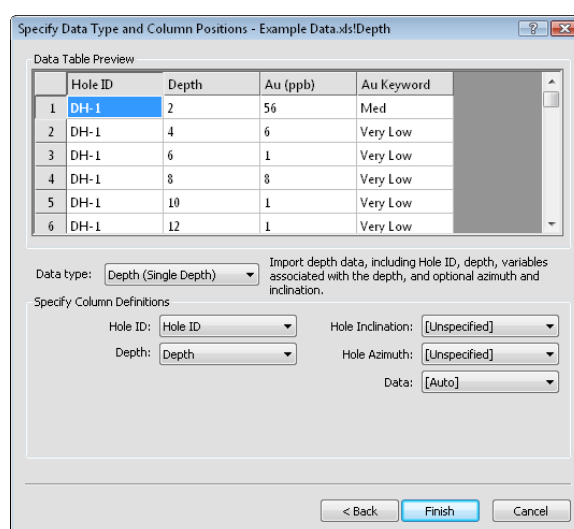 Specify Data Type and Column Positions - Example Data.xls!Depth
Data Table Preview
Hole ID Depth Au (ppb) Au Keyword
1 DH-1 2 56 Med
2 DH-1 4 6 Very Low
3 DH-1 6 1 Very Low
4 DH-1 8 8 Very Low
5 DH-1 10 1 Very Low
6 DH-1 12 1 Very Low
Data type: Depth (Single Depth)
Import depth data, including Hole ID, depth, variables
associated with the depth, and optional azimuth and
inclination.
Specify Column Definitions
Hole ID: Hole ID Hole Inclination: [Unspecified]
Depth: Depth Hole Azimuth: [Unspecified]
Data: [Auto]
< Back Finish Cancel